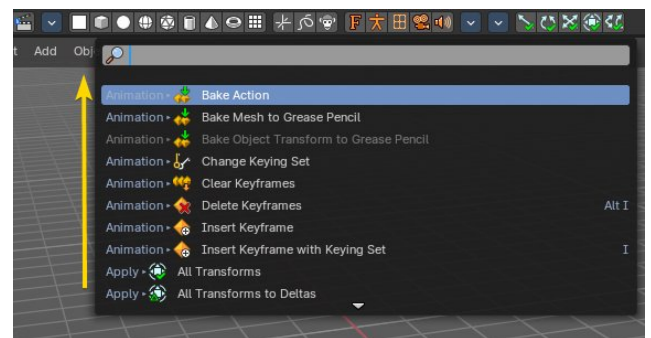 t Add Obj
Animation ▸ Bake Action
Animation ▸ Bake Mesh to Grease Pencil
Animation ▸ Bake Object Transform to Grease Pencil
Animation ▸ Change Keying Set
Animation ▸ Clear Keyframes
Animation ▸ Delete Keyframes Alt I
Animation ▸ Insert Keyframe
Animation ▸ Insert Keyframe with Keying Set I
Apply ▸ All Transforms
Apply ▸ All Transforms to Deltas